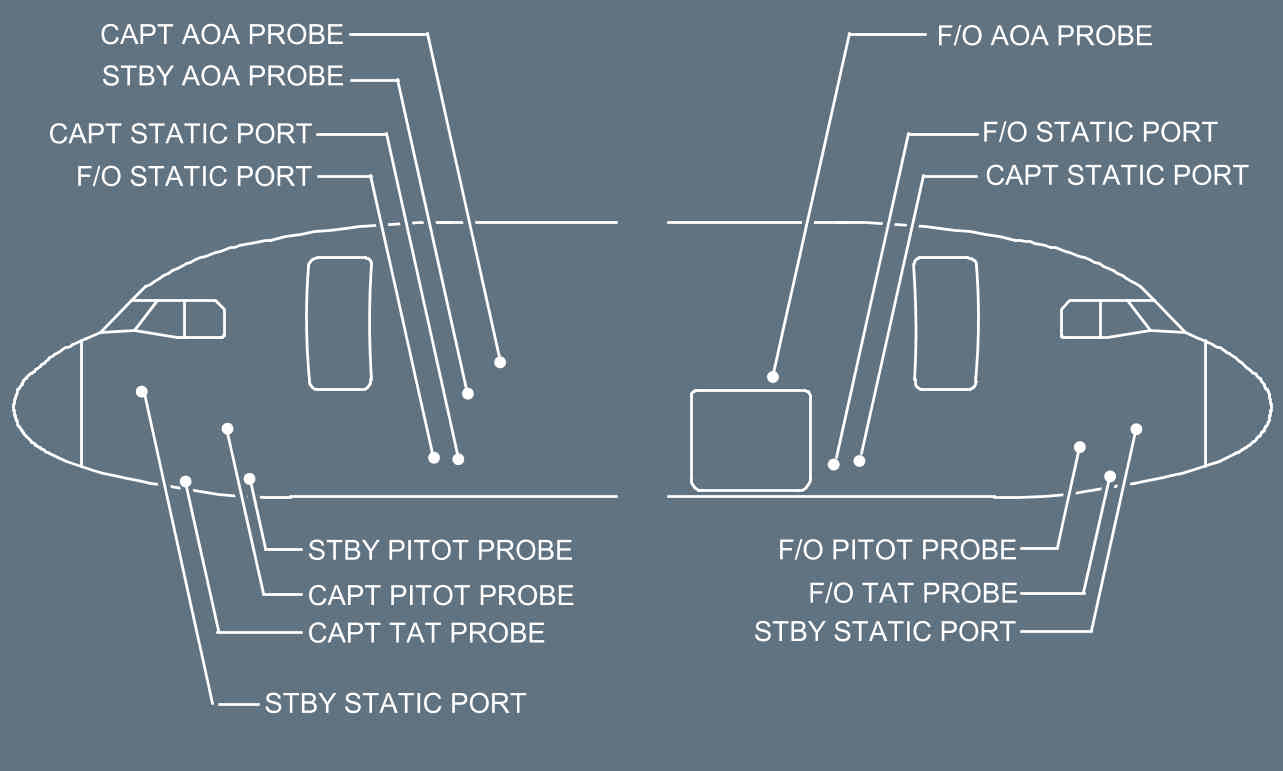 CAPT AOA PROBE
STBY AOA PROBE
CAPT STATIC PORT
F/O STATIC PORT
F/O AOA PROBE
F/O STATIC PORT
CAPT STATIC PORT
STBY PITOT PROBE
CAPT PITOT PROBE
CAPT TAT PROBE
STBY STATIC PORT
F/O PITOT PROBE
F/O TAT PROBE
STBY STATIC PORT